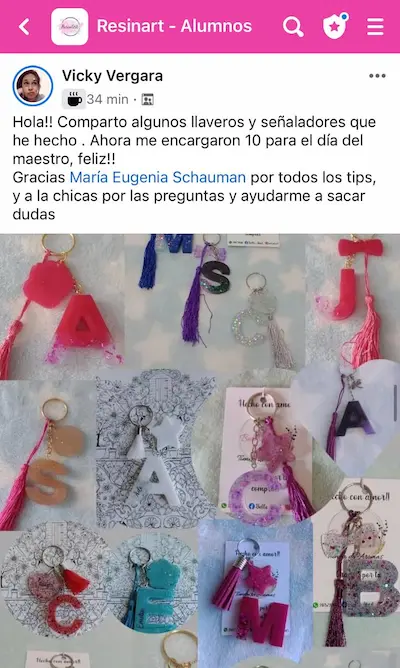 Resinart - Alumnos
Vicky Vergara
34 min
Hola!! Comparto algunos llaveros y señaladores que
he hecho . Ahora me encargaron 10 para el día del
maestro, feliz!!
Gracias María Eugenia Schauman por todos los tips,
y a la chicas por las preguntas y ayudarme a sacar
dudas
M S
S C
J
A
Hecho con amor
A
S
A
C
Hecho con amor!!
Hecho con amor!!
C
E
M
B